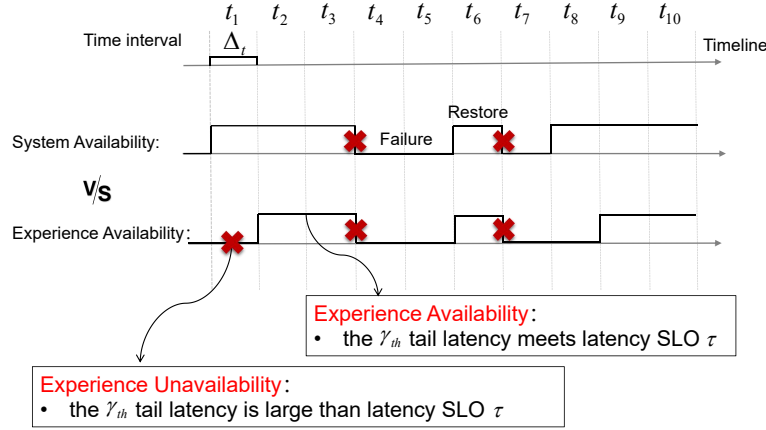 t1 t2 t3 t4 t5 t6 t7 t8 t9 t10
Time interval Δt Timeline
Restore
System Availability: Failure
V/S
Experience Availability:
Experience Availability:
• the γth tail latency meets latency SLO τ
Experience Unavailability:
• the γth tail latency is large than latency SLO τ